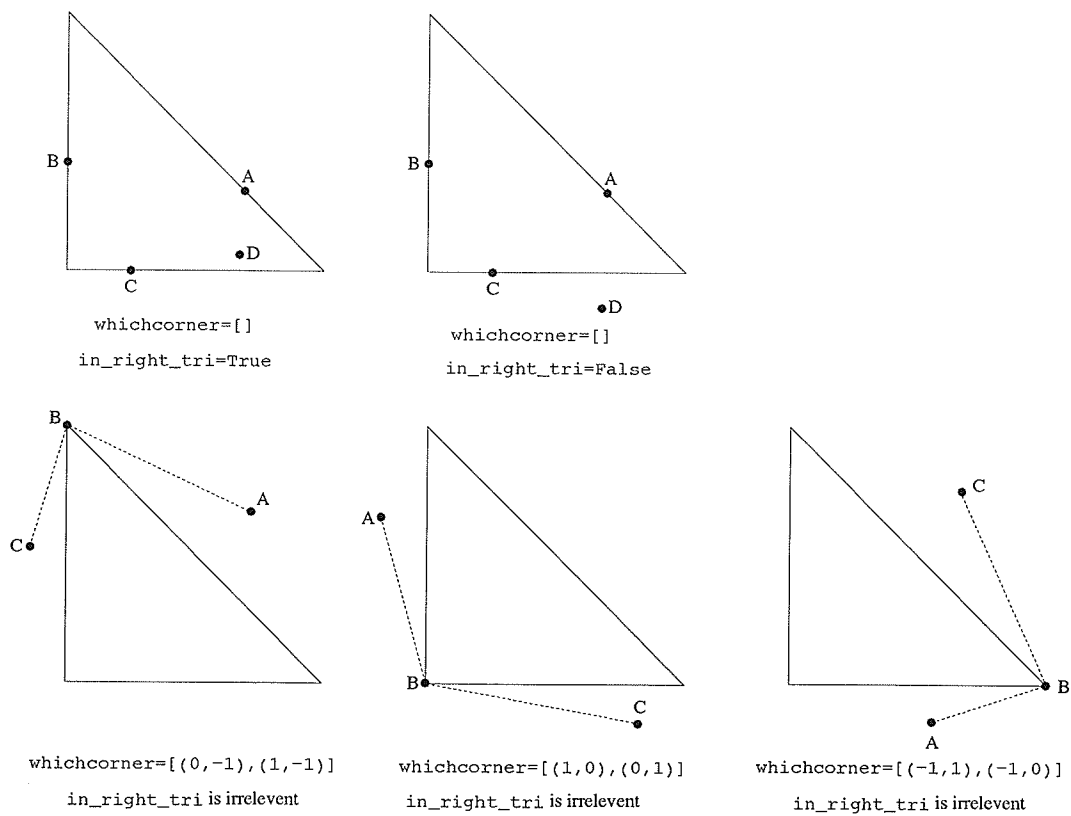 B
A
D
C
whichcorner=[]
in_right_tri=True
B
A
C
D
whichcorner=[]
in_right_tri=False
B
A
C
whichcorner=[(0,-1),(1,-1)]
in_right_tri is irrelevent
A
B
C
whichcorner=[(1,0),(0,1)]
in_right_tri is irrelevent
C
B
A
whichcorner=[(-1,1),(-1,0)]
in_right_tri is irrelevent